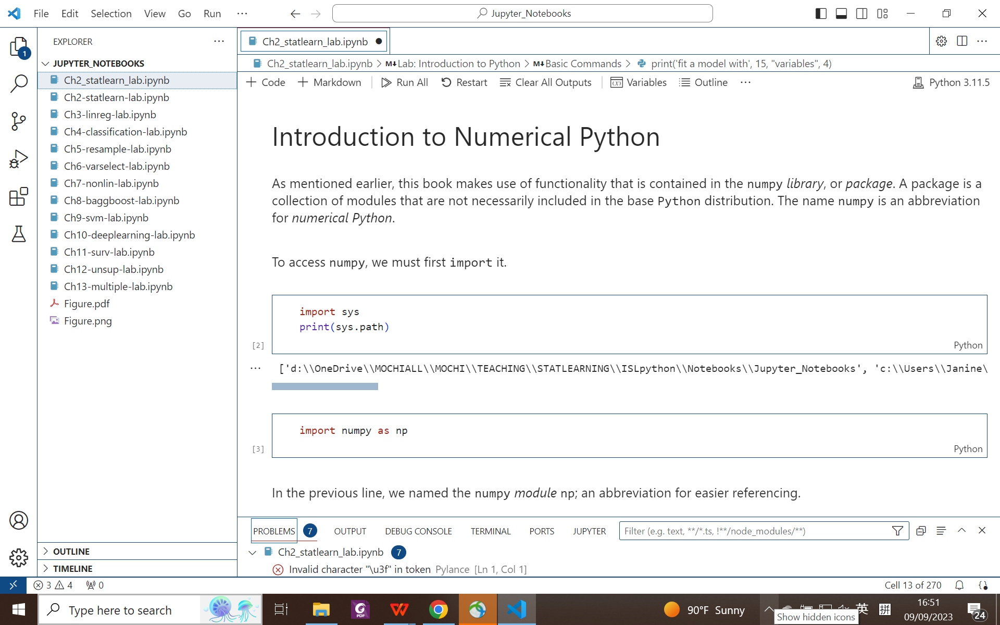 File Edit Selection View Go Run ··· Jupyter_Notebooks
EXPLORER ···
JUPYTER_NOTEBOOKS
Ch2_statlearn_lab.ipynb
Ch2-statlearn-lab.ipynb
Ch3-linreg-lab.ipynb
Ch4-classification-lab.ipynb
Ch5-resample-lab.ipynb
Ch6-varselect-lab.ipynb
Ch7-nonlin-lab.ipynb
Ch8-baggboost-lab.ipynb
Ch9-svm-lab.ipynb
Ch10-deeplearning-lab.ipynb
Ch11-surv-lab.ipynb
Ch12-unsup-lab.ipynb
Ch13-multiple-lab.ipynb
Figure.pdf
Figure.png
OUTLINE
TIMELINE
1
Ch2_statlearn_lab.ipynb
Ch2_statlearn_lab.ipynb > M↓Lab: Introduction to Python > M↓Basic Commands > print('fit a model with', 15, "variables", 4)
+ Code + Markdown Run All Restart Clear All Outputs (x) Variables Outline ··· Python 3.11.5
Introduction to Numerical Python
As mentioned earlier, this book makes use of functionality that is contained in the numpy library, or package. A package is a
collection of modules that are not necessarily included in the base Python distribution. The name numpy is an abbreviation
for numerical Python.
To access numpy, we must first import it.
import sys
print(sys.path)
[2] Python
··· ['d:\\OneDrive\\MOCHIALL\\MOCHI\\TEACHING\\STATLEARNING\\ISLpython\\Notebooks\\Jupyter_Notebooks', 'c:\\Users\\Janine\
import numpy as np
[3] Python
In the previous line, we named the numpy module np; an abbreviation for easier referencing.
PROBLEMS 7 OUTPUT DEBUG CONSOLE TERMINAL PORTS JUPYTER Filter (e.g. text, **/*.ts, !**/node_modules/**)
Ch2_statlearn_lab.ipynb 7
Invalid character "\u3f" in token Pylance [Ln 1, Col 1]
3 4 0 Cell 13 of 270
Type here to search PDF 90°F Sunny 英 拼 16:51
09/09/2023 24
Show hidden icons